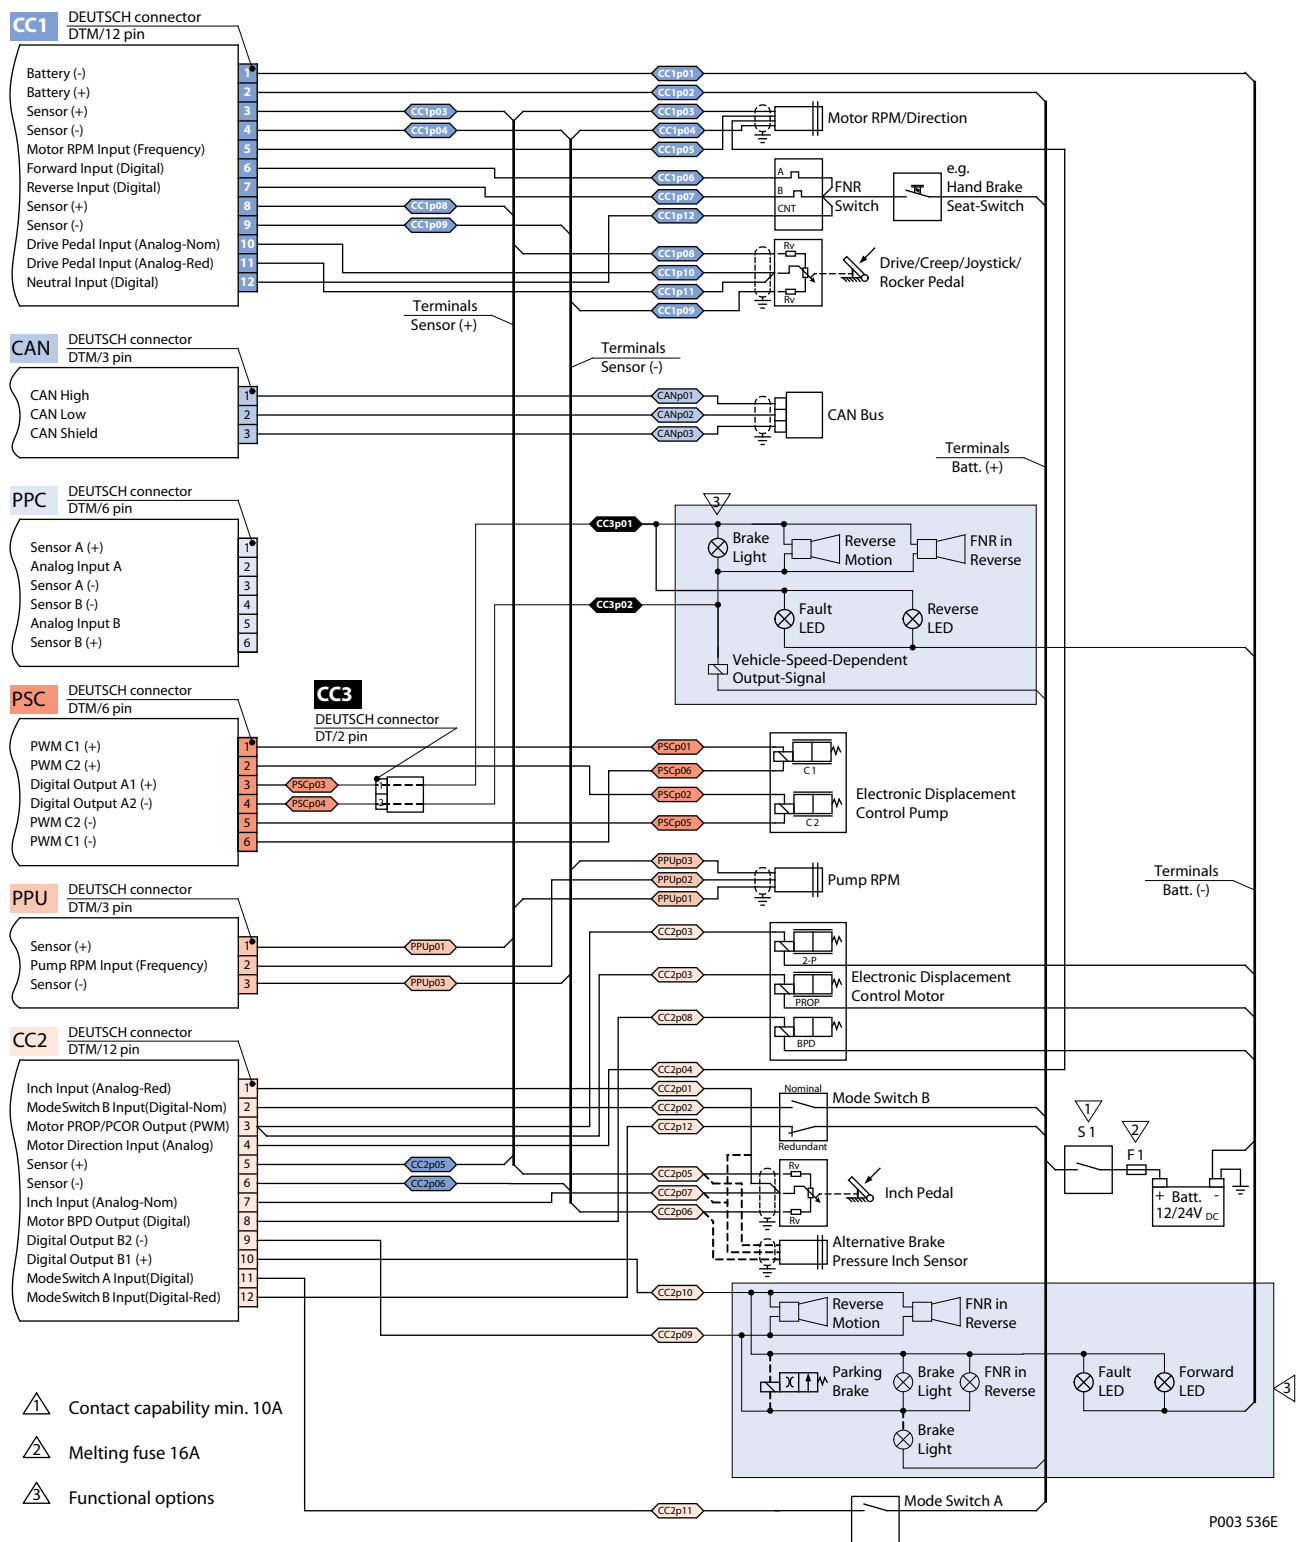 CC1
DEUTSCH connector
DTM/12 pin
Battery (-)
Battery (+)
Sensor (+)
Sensor (-)
Motor RPM Input (Frequency)
Forward Input (Digital)
Reverse Input (Digital)
Sensor (+)
Sensor (-)
Drive Pedal Input (Analog-Nom)
Drive Pedal Input (Analog-Red)
Neutral Input (Digital)
1
2
3
4
5
6
7
8
9
10
11
12
CC1p03
CC1p04
CC1p08
CC1p09
CC1p01
CC1p02
CC1p03
CC1p04
CC1p05
CC1p06
CC1p07
CC1p12
CC1p08
CC1p10
CC1p11
CC1p09
Motor RPM/Direction
A
B
CNT
FNR
Switch
e.g.
Hand Brake
Seat-Switch
Rv
Rv
Drive/Creep/Joystick/
Rocker Pedal
Terminals
Sensor (+)
Terminals
Sensor (-)
CAN
DEUTSCH connector
DTM/3 pin
CAN High
CAN Low
CAN Shield
1
2
3
CANp01
CANp02
CANp03
CAN Bus
Terminals
Batt. (+)
PPC
DEUTSCH connector
DTM/6 pin
Sensor A (+)
Analog Input A
Sensor A (-)
Sensor B (-)
Analog Input B
Sensor B (+)
1
2
3
4
5
6
CC3p01
CC3p02
3
Brake
Light
Reverse
Motion
FNR in
Reverse
Fault
LED
Reverse
LED
Vehicle-Speed-Dependent
Output-Signal
PSC
DEUTSCH connector
DTM/6 pin
PWM C1 (+)
PWM C2 (+)
Digital Output A1 (+)
Digital Output A2 (-)
PWM C2 (-)
PWM C1 (-)
1
2
3
4
5
6
PSCp03
PSCp04
CC3
DEUTSCH connector
DT/2 pin
1
2
PSCp01
PSCp06
PSCp02
PSCp05
C 1
C 2
Electronic Displacement
Control Pump
PPU
DEUTSCH connector
DTM/3 pin
Sensor (+)
Pump RPM Input (Frequency)
Sensor (-)
1
2
3
PPUp01
PPUp03
PPUp03
PPUp02
PPUp01
Pump RPM
Terminals
Batt. (-)
CC2p03
CC2p03
CC2p08
2-P
PROP
BPD
Electronic Displacement
Control Motor
CC2
DEUTSCH connector
DTM/12 pin
Inch Input (Analog-Red)
Mode Switch B Input(Digital-Nom)
Motor PROP/PCOR Output (PWM)
Motor Direction Input (Analog)
Sensor (+)
Sensor (-)
Inch Input (Analog-Nom)
Motor BPD Output (Digital)
Digital Output B2 (-)
Digital Output B1 (+)
Mode Switch A Input(Digital)
Mode Switch B Input(Digital-Red)
1
2
3
4
5
6
7
8
9
10
11
12
CC2p05
CC2p06
CC2p04
CC2p01
CC2p02
CC2p12
CC2p05
CC2p07
CC2p06
CC2p10
CC2p09
CC2p11
Nominal
Redundant
Mode Switch B
Rv
Rv
Inch Pedal
Alternative Brake
Pressure Inch Sensor
1
S 1
2
F 1
+ Batt. -
12/24V DC
Reverse
Motion
FNR in
Reverse
Parking
Brake
Brake
Light
FNR in
Reverse
Fault
LED
Forward
LED
Brake
Light
3
Mode Switch A
1 Contact capability min. 10A
2 Melting fuse 16A
3 Functional options
P003 536E